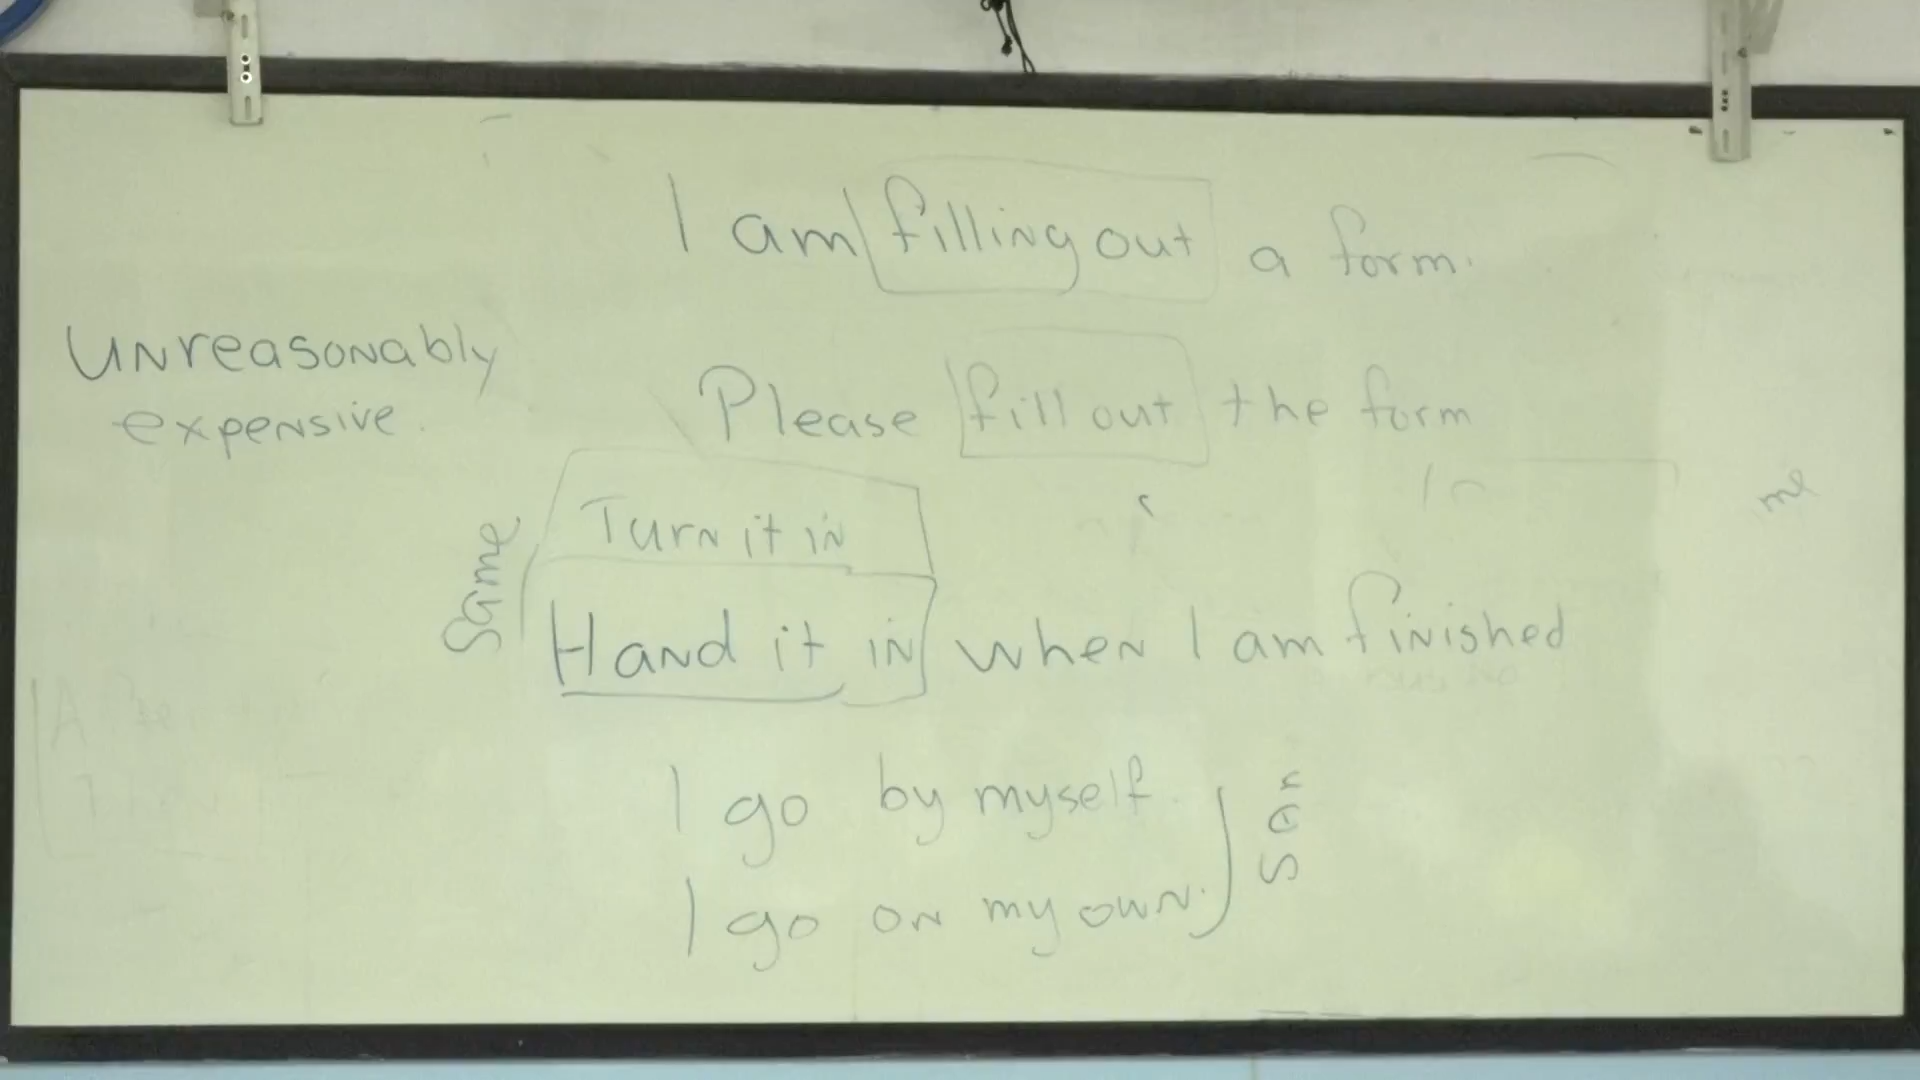 I am filling out a form.
Unreasonably
expensive.
Please fill out the form
me
Turn it in
Same
Hand it in when I am finished
I go by myself.
I go on my own.